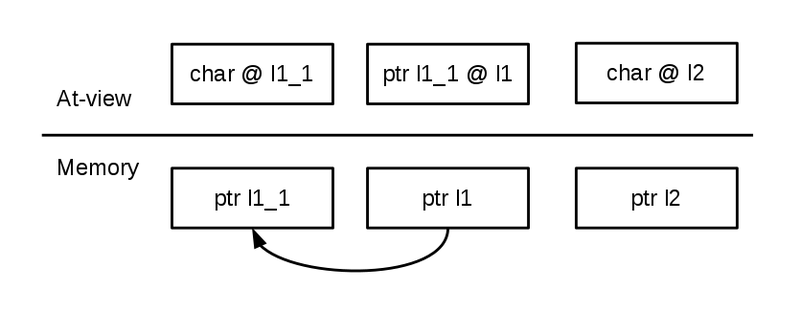 char @ l1_1
ptr l1_1 @ l1
char @ l2
At-view
Memory
ptr l1_1
ptr l1
ptr l2